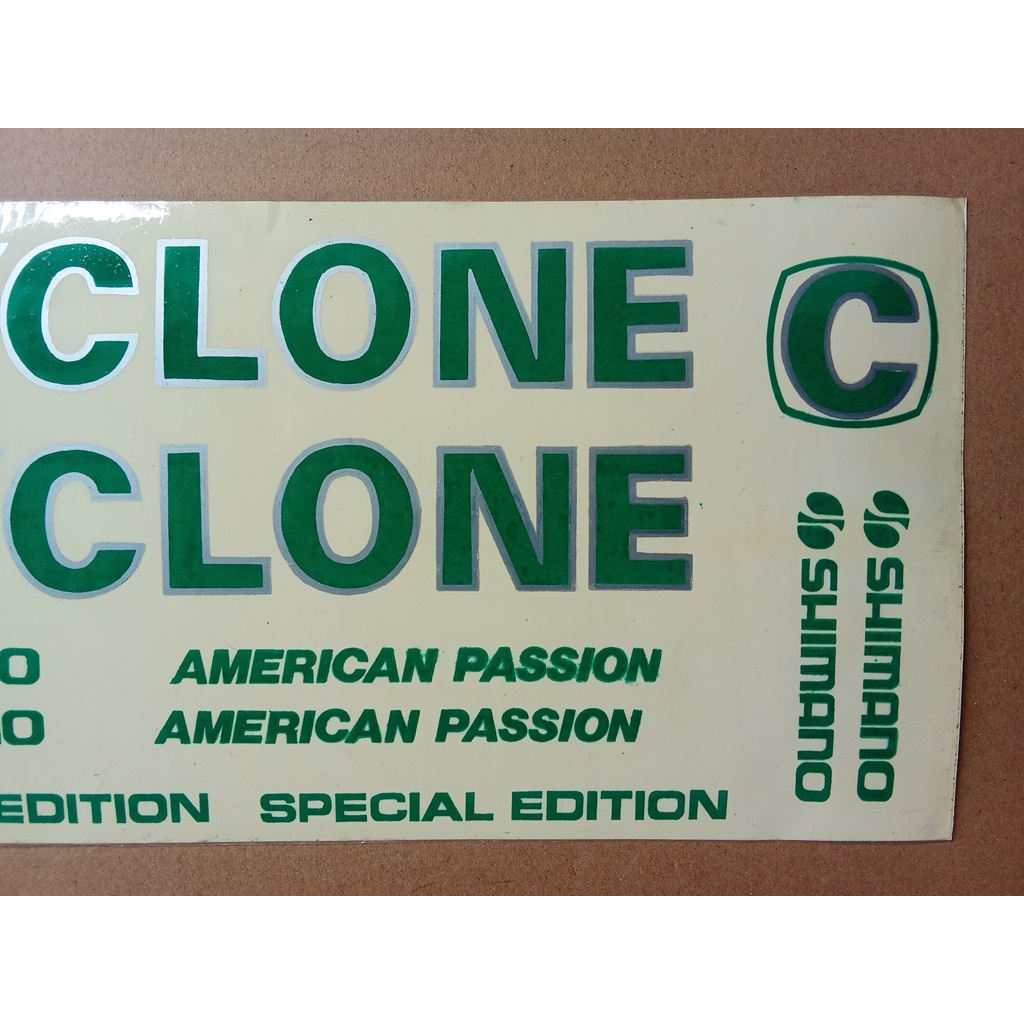 CLONE
C
CLONE
O
AMERICAN PASSION
O
AMERICAN PASSION
EDITION SPECIAL EDITION
SHIMANO
SHIMANO